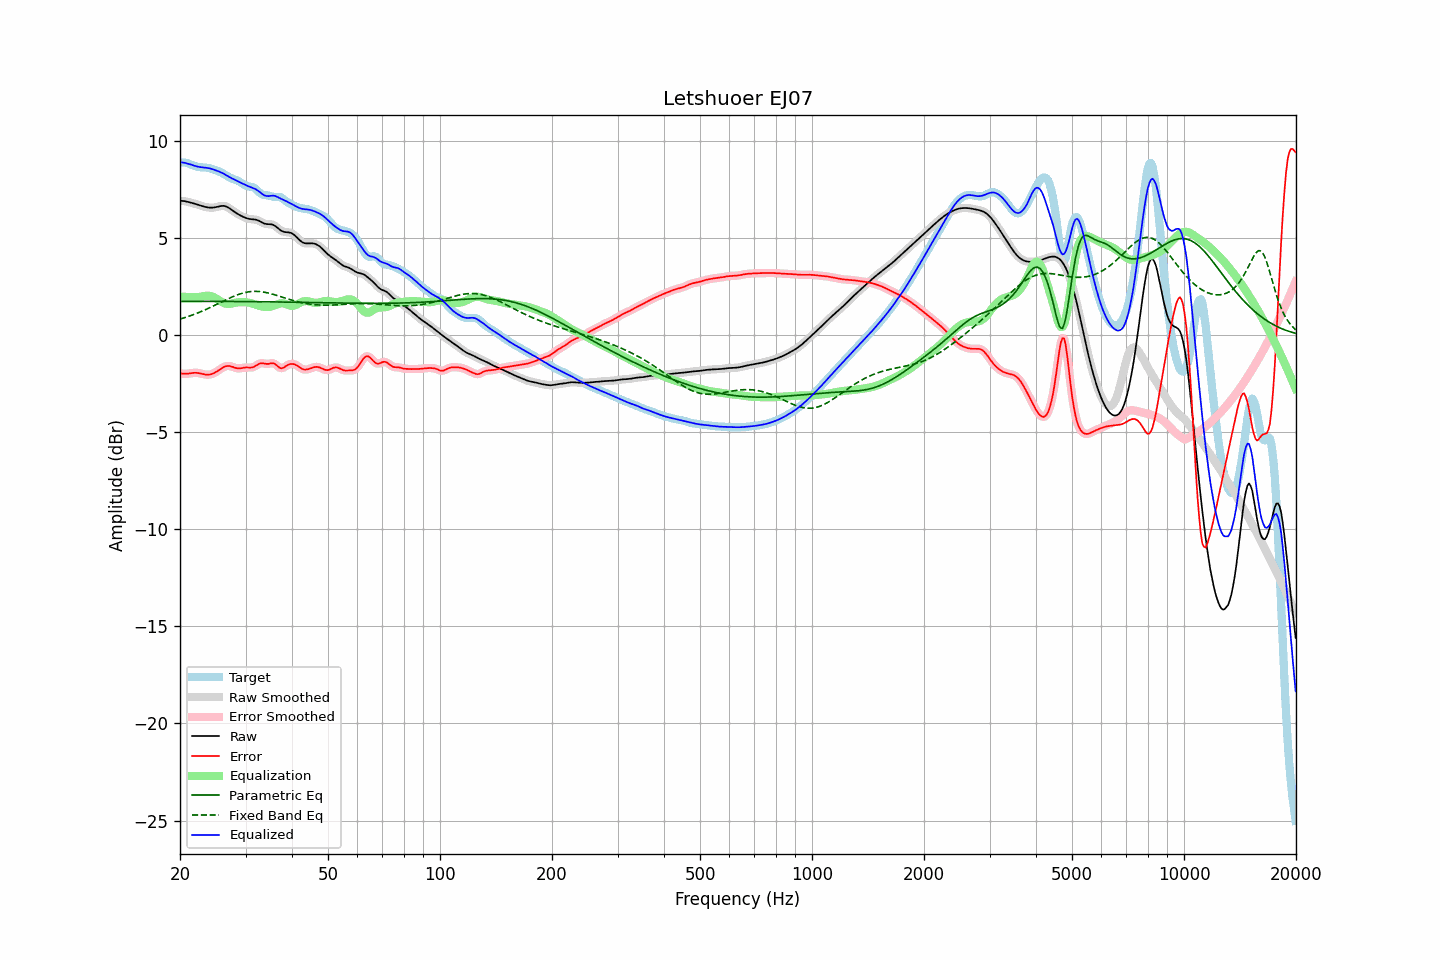 Letshuoer EJ07
10
5
0
−5
−10
−15
−20
−25
Amplitude (dBr)
Target
Raw Smoothed
Error Smoothed
Raw
Error
Equalization
Parametric Eq
Fixed Band Eq
Equalized
20 50 100 200 500 1000 2000 5000 10000 20000
Frequency (Hz)